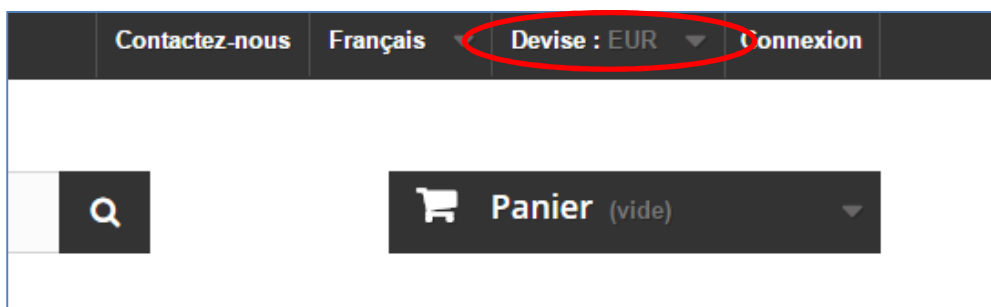 Contactez-nous Français Devise : EUR Connexion
Panier (vide)